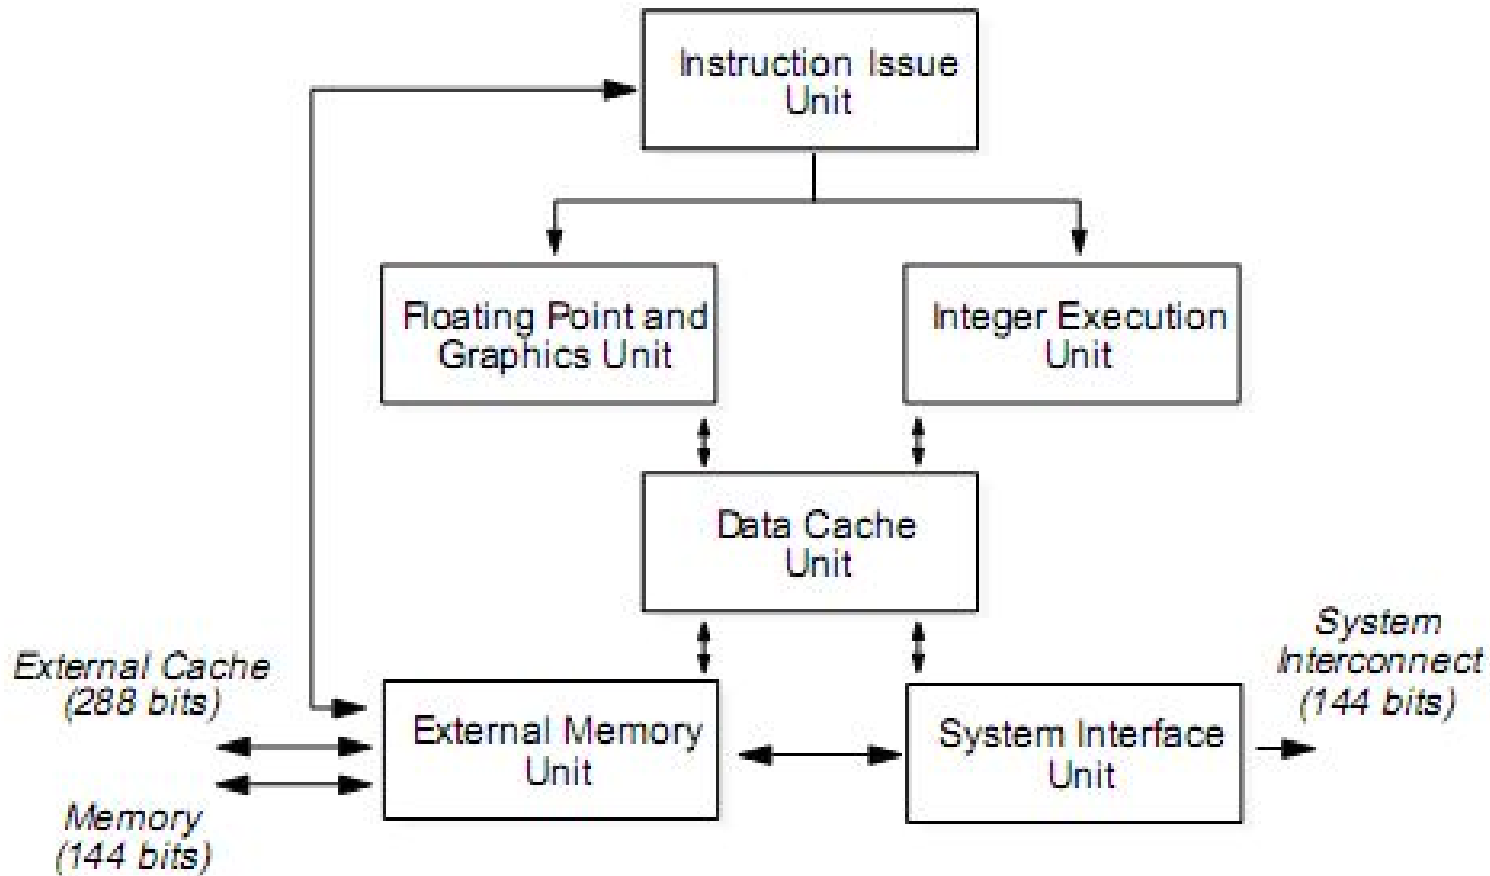 Instruction Issue
Unit
Floating Point and
Graphics Unit
Integer Execution
Unit
Data Cache
Unit
External Cache
(288 bits)
Memory
(144 bits)
External Memory
Unit
System Interface
Unit
System
Interconnect
(144 bits)